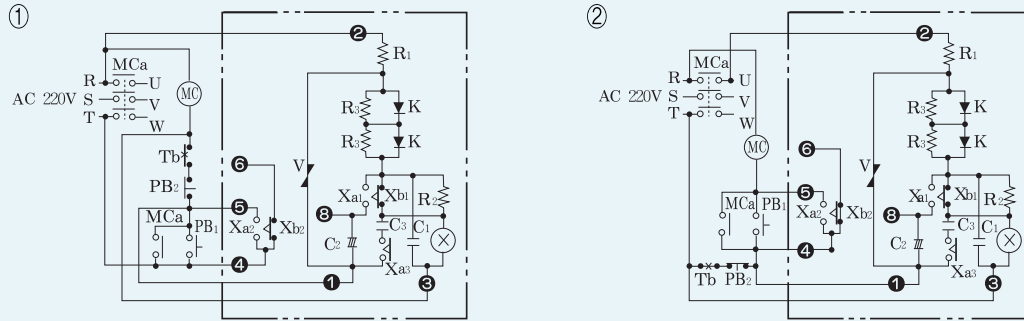 ①
❷
R1
MCa
R
U
MC
AC 220V
S
V
T
W
R3
K
R3
K
Tb
❻
V
PB2
❺
Xa1
Xb1
R2
MCa
PB1
Xa2
Xb2
❽
C3
C1
C2
❹
Xa3
❶
❸
②
❷
R1
MCa
R
U
AC 220V
S
V
T
W
R3
K
R3
K
MC
❻
V
❺
Xa1
Xb1
R2
MCa
PB1
Xa2
Xb2
❽
C3
C1
C2
❹
Xa3
Tb
PB2
❶
❸